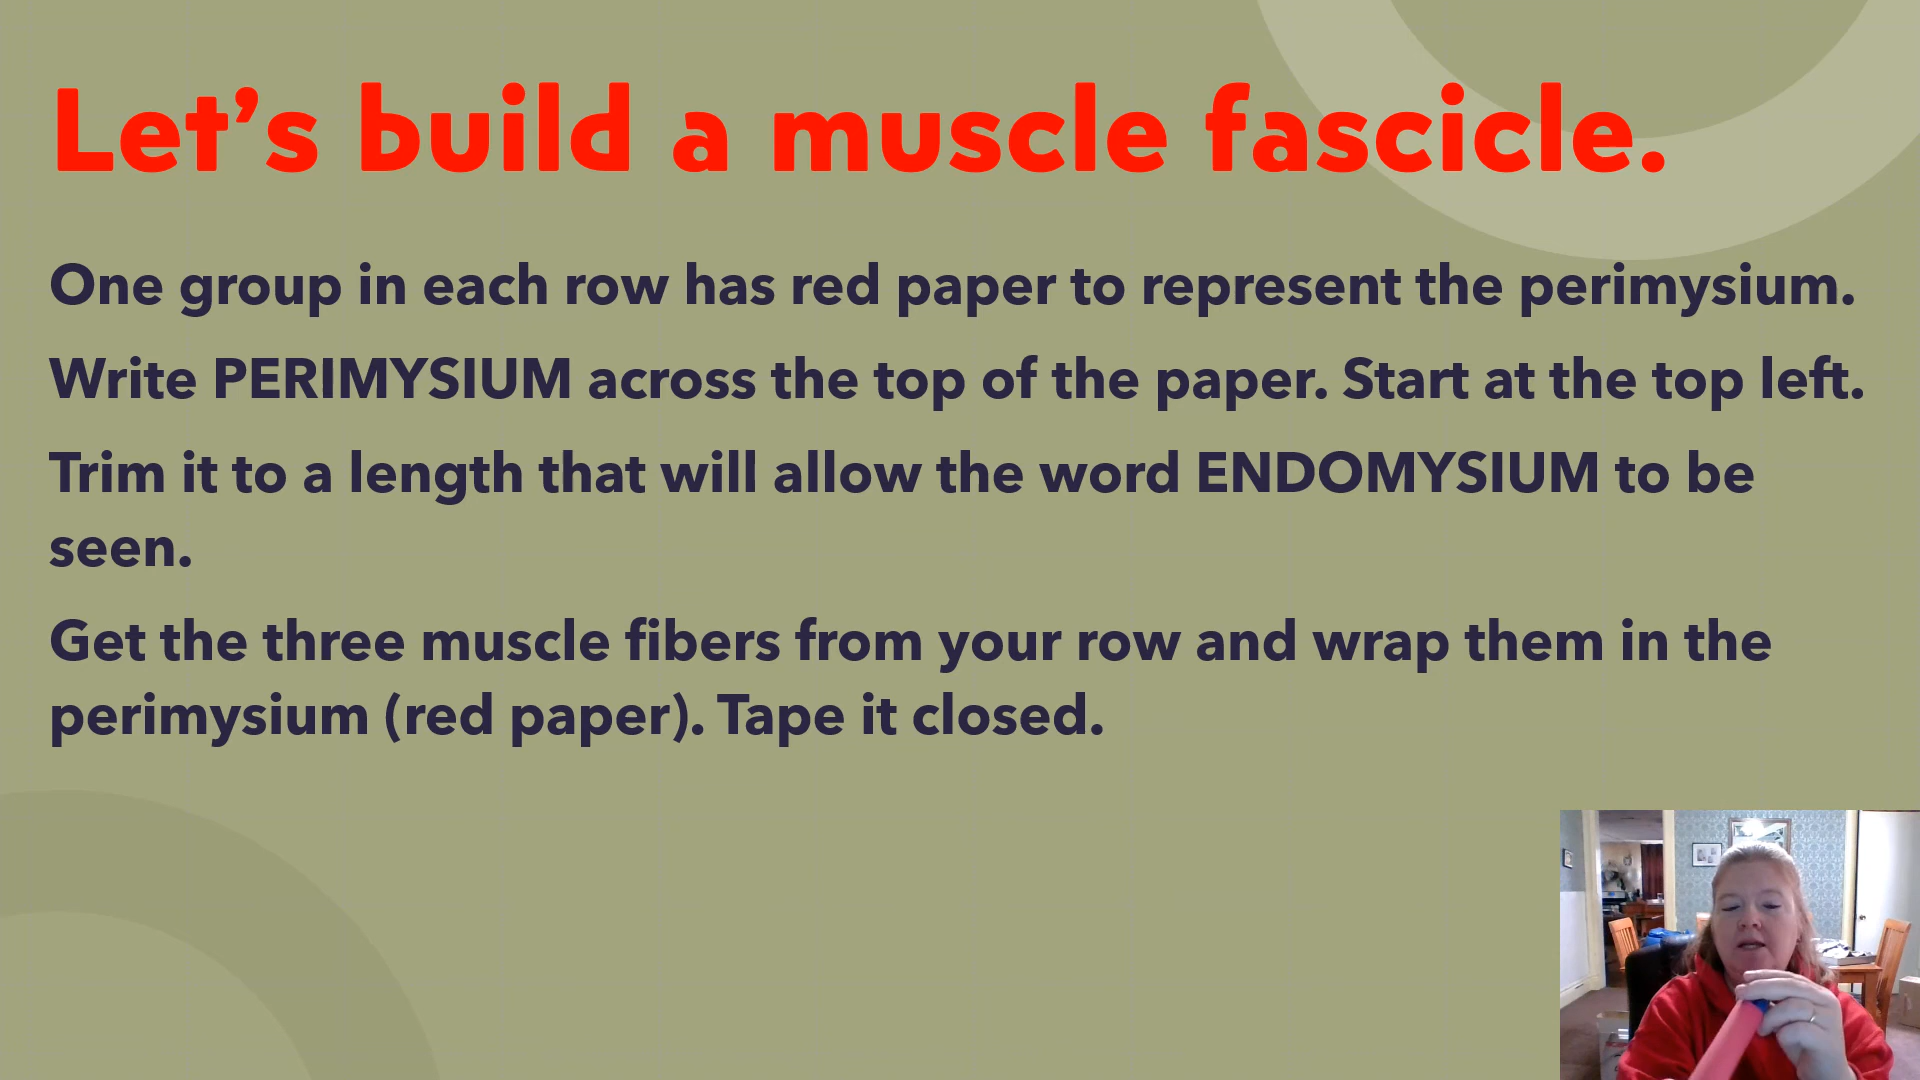 Let’s build a muscle fascicle.
One group in each row has red paper to represent the perimysium.
Write PERIMYSIUM across the top of the paper. Start at the top left.
Trim it to a length that will allow the word ENDOMYSIUM to be
seen.
Get the three muscle fibers from your row and wrap them in the
perimysium (red paper). Tape it closed.